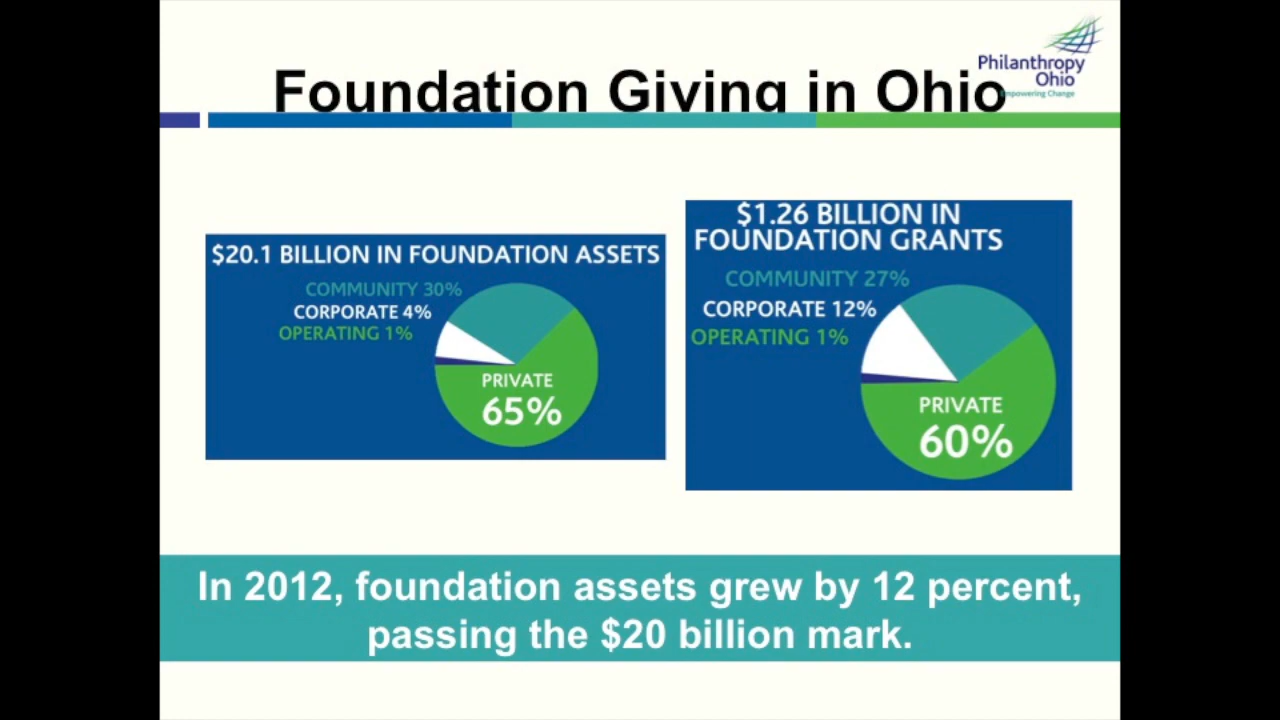 Foundation Giving in Ohio
Philanthropy
Ohio
Empowering Change
$20.1 BILLION IN FOUNDATION ASSETS
COMMUNITY 30%
CORPORATE 4%
OPERATING 1%
PRIVATE
65%
$1.26 BILLION IN
FOUNDATION GRANTS
COMMUNITY 27%
CORPORATE 12%
OPERATING 1%
PRIVATE
60%
In 2012, foundation assets grew by 12 percent,
passing the $20 billion mark.